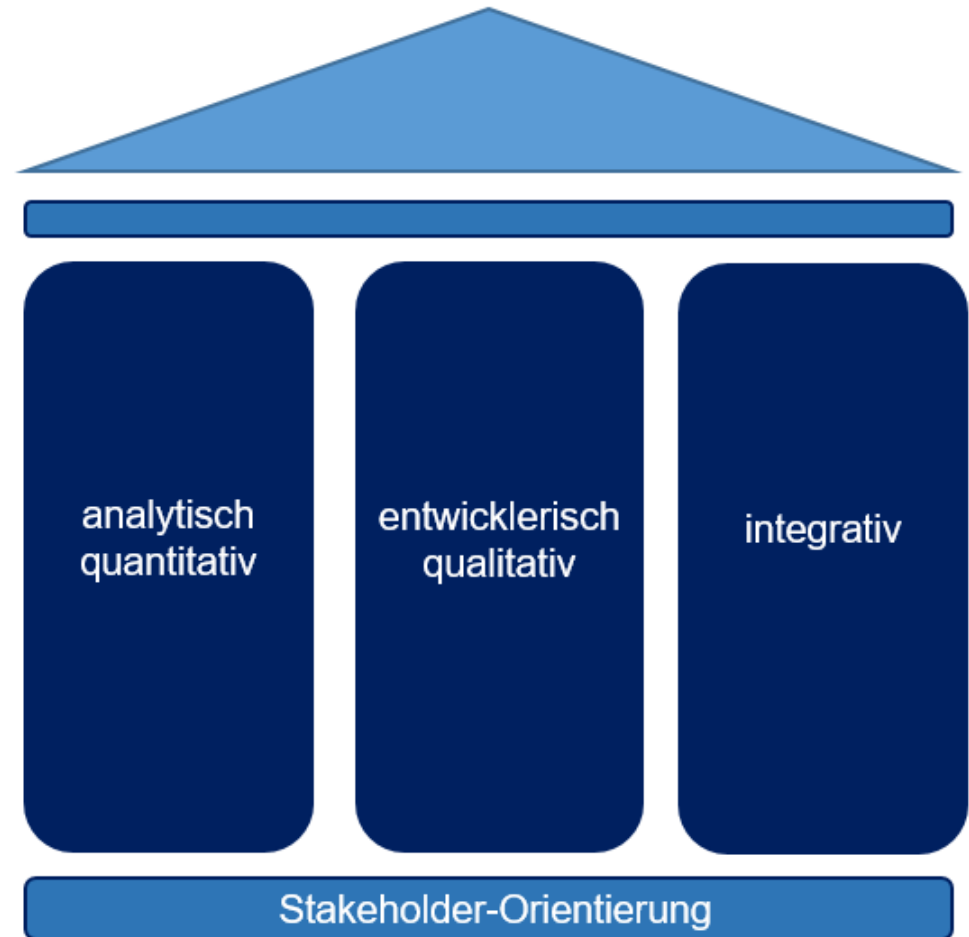 analytisch
quantitativ
entwicklerisch
qualitativ
integrativ
Stakeholder-Orientierung